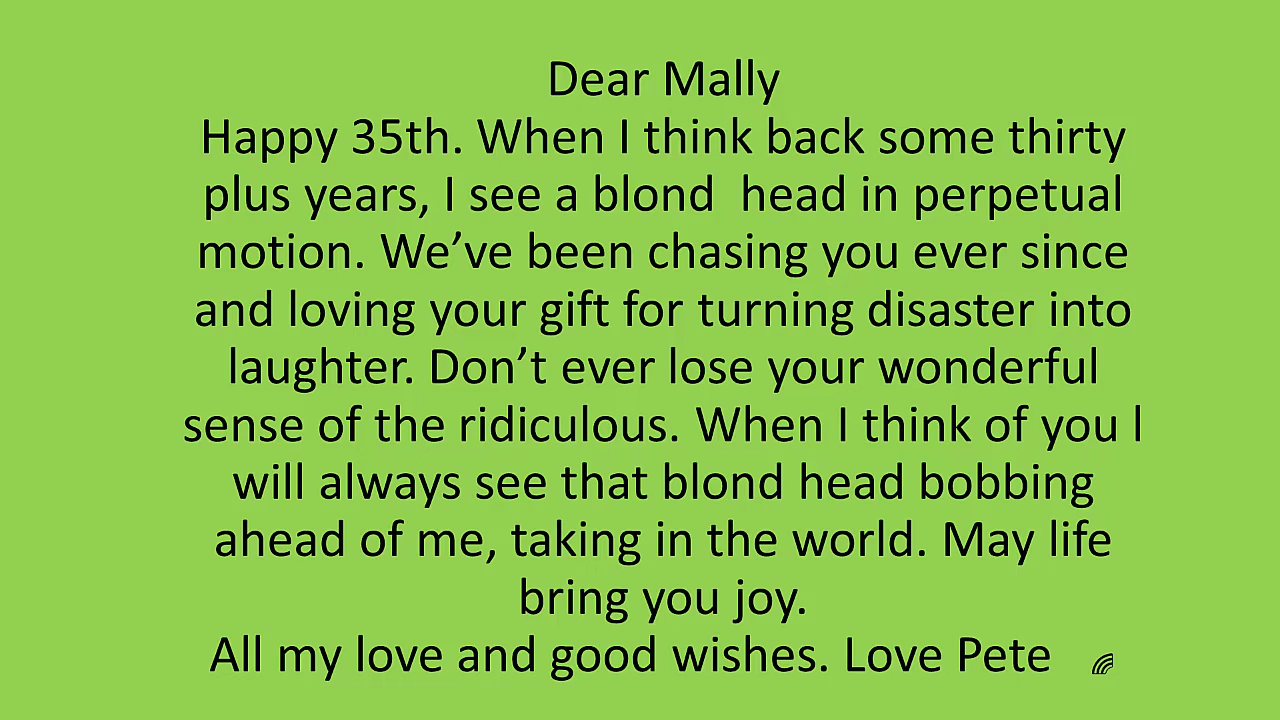 Dear Mally
Happy 35th. When I think back some thirty
plus years, I see a blond  head in perpetual
motion. We’ve been chasing you ever since
and loving your gift for turning disaster into
laughter. Don’t ever lose your wonderful
sense of the ridiculous. When I think of you l
will always see that blond head bobbing
ahead of me, taking in the world. May life
bring you joy.
All my love and good wishes. Love Pete